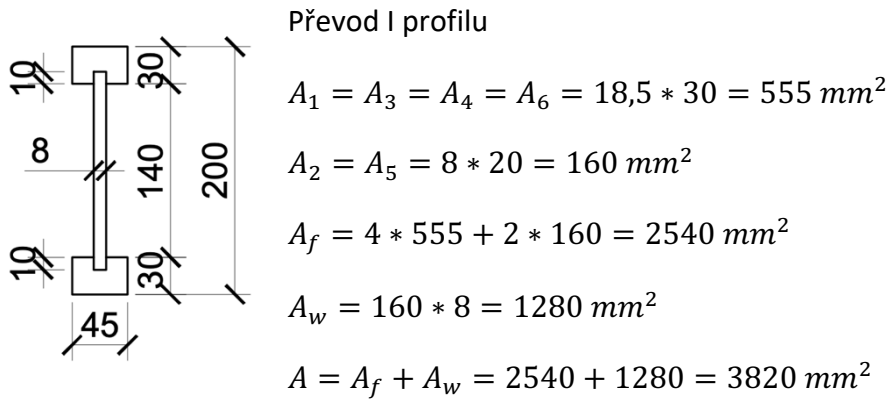 Převod I profilu
10
30
A₁ = A₃ = A₄ = A₆ = 18,5 * 30 = 555 mm²
8
140
200
A₂ = A₅ = 8 * 20 = 160 mm²
A_f = 4 * 555 + 2 * 160 = 2540 mm²
10
30
A_w = 160 * 8 = 1280 mm²
45
A = A_f + A_w = 2540 + 1280 = 3820 mm²